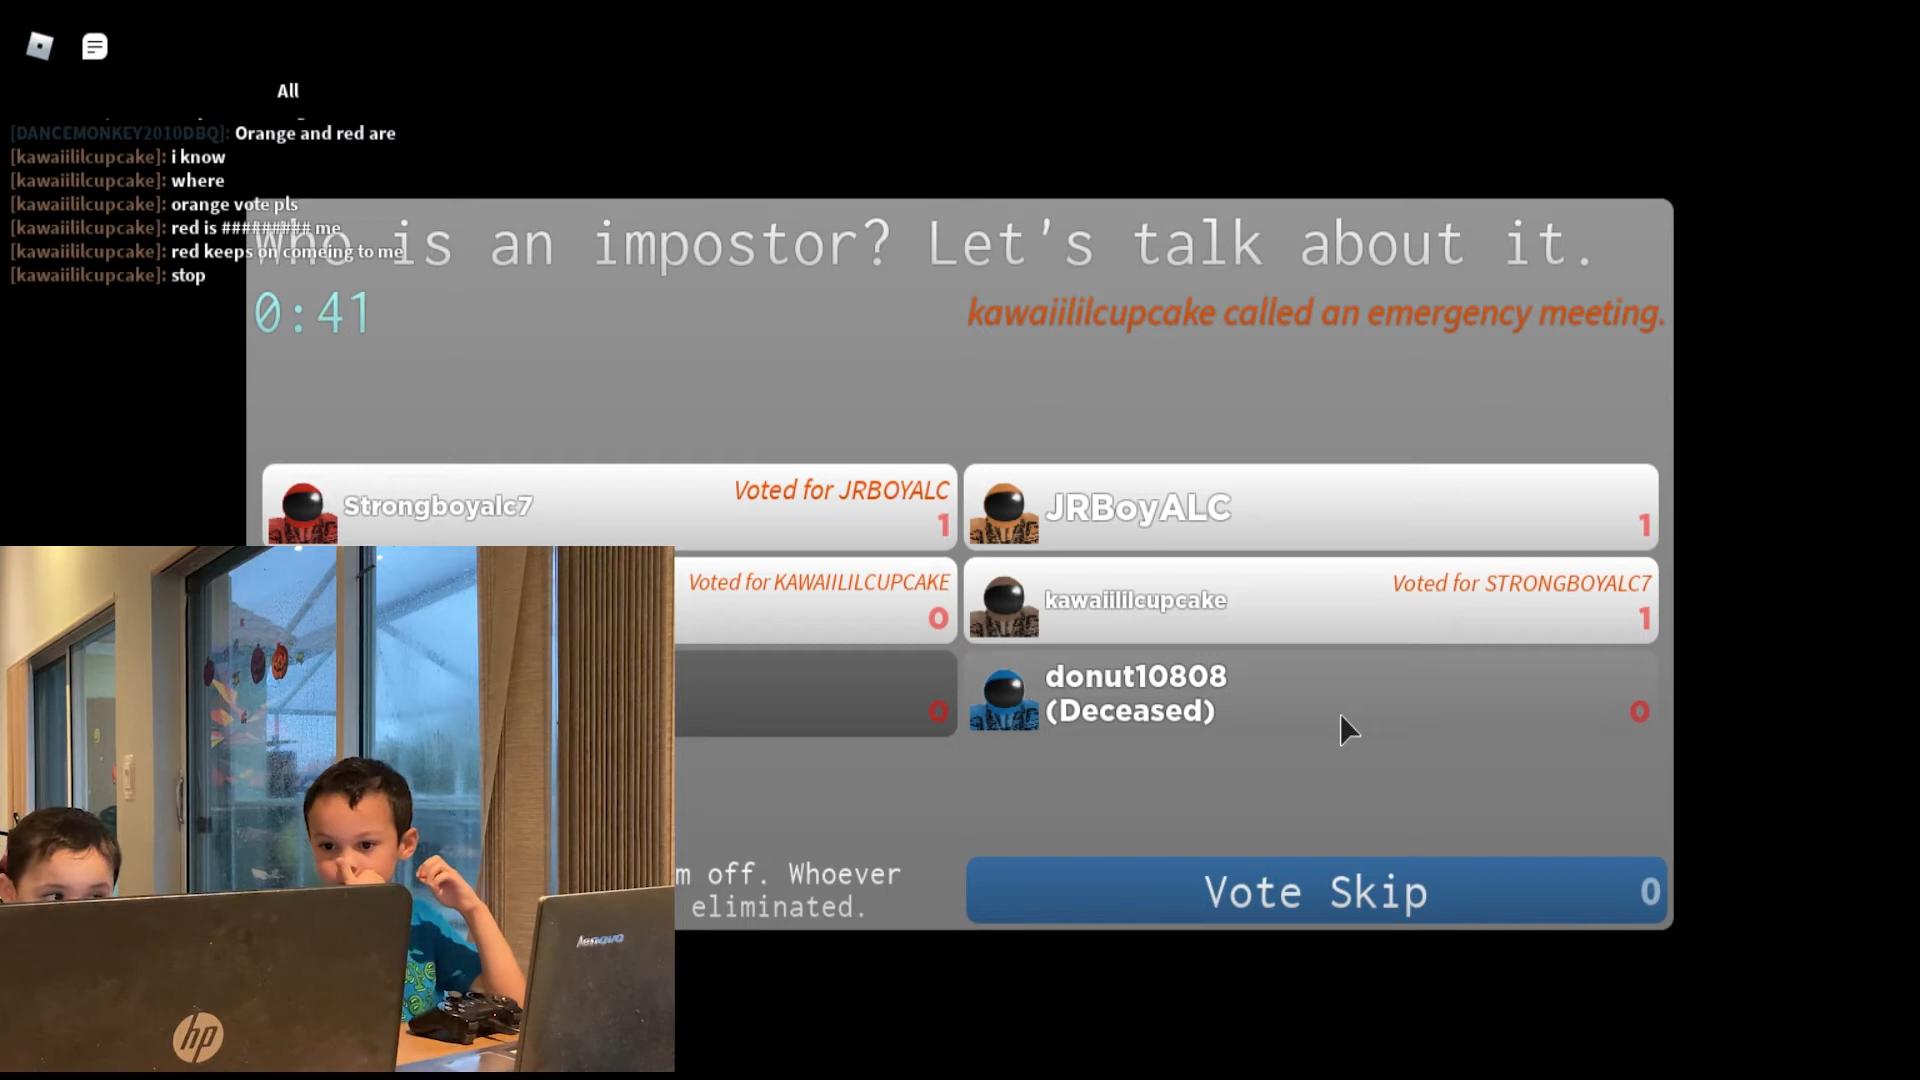 All
[DANCEMONKEY2010DBQ]: Orange and red are
[kawaiililcupcake]: i know
[kawaiililcupcake]: where
[kawaiililcupcake]: orange vote pls
[kawaiililcupcake]: red is ######### me
[kawaiililcupcake]: red keeps on comeing to me
[kawaiililcupcake]: stop
Who is an impostor? Let's talk about it.
0:41
kawaiililcupcake called an emergency meeting.
Strongboyalc7
Voted for JRBOYALC
1
JRBoyALC
1
Voted for KAWAIILILCUPCAKE
0
kawaiililcupcake
Voted for STRONGBOYALC7
1
0
donut10808
(Deceased)
0
m off. Whoever
eliminated.
Vote Skip
0
hp
lenovo